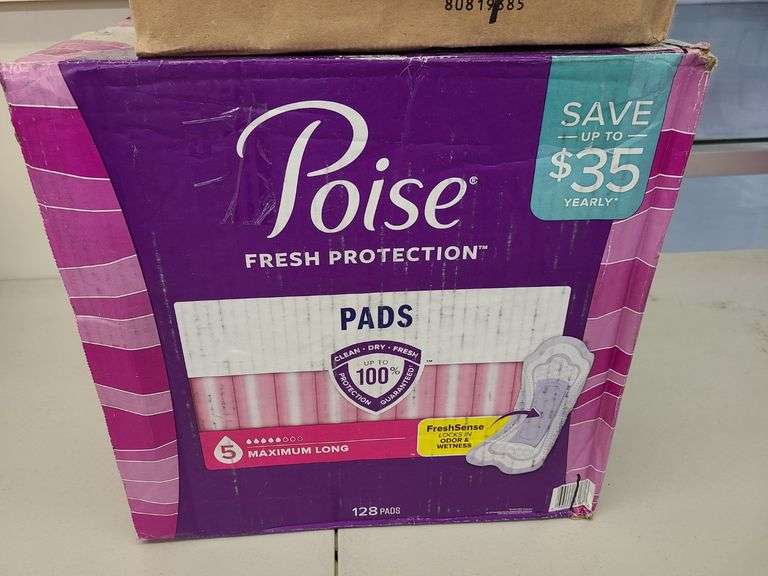 80819685
SAVE
UP TO
$35
YEARLY*
Poise®
FRESH PROTECTION™
PADS
CLEAN • DRY • FRESH
UP TO
100%
PROTECTION GUARANTEED*
™
FreshSense
LOCKS IN
ODOR &
WETNESS
5
MAXIMUM LONG
128 PADS